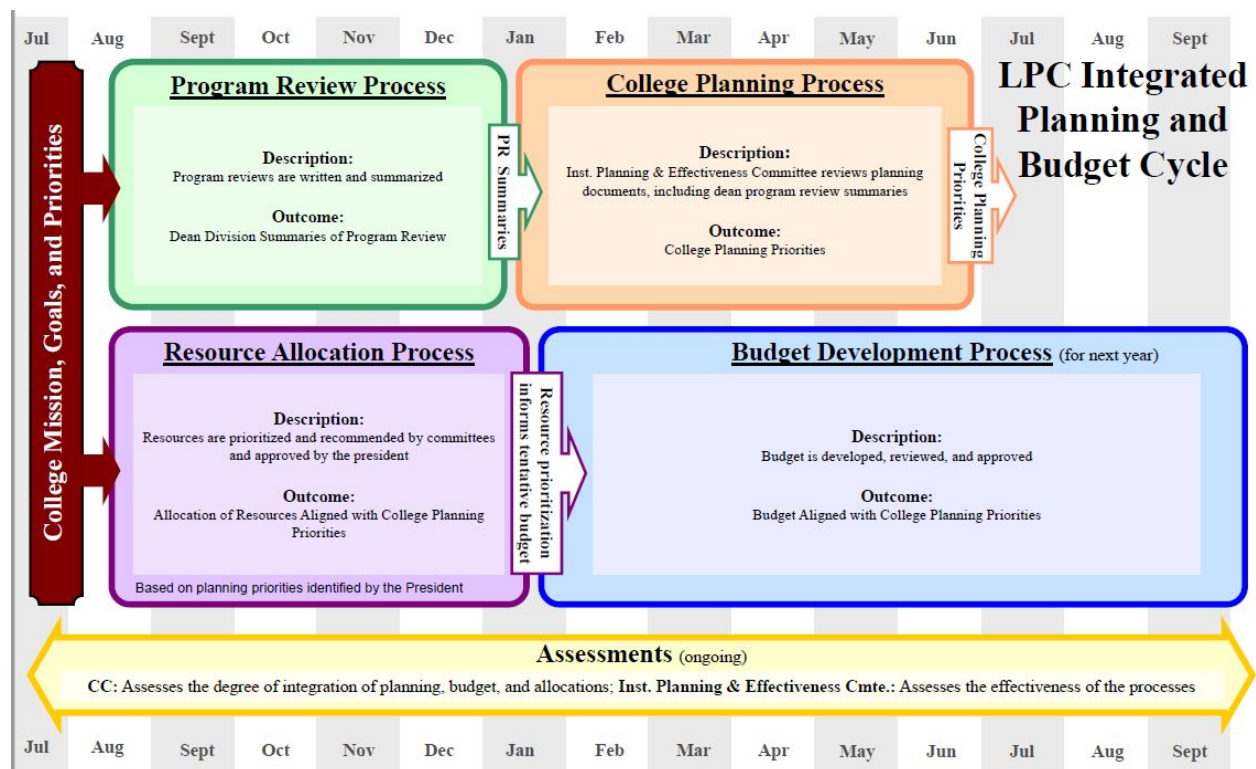 Jul Aug Sept Oct Nov Dec Jan Feb Mar Apr May Jun Jul Aug Sept
LPC Integrated
Planning and
Budget Cycle
College Mission, Goals, and Priorities
Program Review Process
Description:
Program reviews are written and summarized
Outcome:
Dean Division Summaries of Program Review
PR Summaries
College Planning Process
Description:
Inst. Planning & Effectiveness Committee reviews planning
documents, including dean program review summaries
Outcome:
College Planning Priorities
College Planning
Priorities
Resource Allocation Process
Description:
Resources are prioritized and recommended by committees
and approved by the president
Outcome:
Allocation of Resources Aligned with College Planning
Priorities
Based on planning priorities identified by the President
Resource prioritization
informs tentative budget
Budget Development Process (for next year)
Description:
Budget is developed, reviewed, and approved
Outcome:
Budget Aligned with College Planning Priorities
Assessments (ongoing)
CC: Assesses the degree of integration of planning, budget, and allocations; Inst. Planning & Effectiveness Cmte.: Assesses the effectiveness of the processes
Jul Aug Sept Oct Nov Dec Jan Feb Mar Apr May Jun Jul Aug Sept